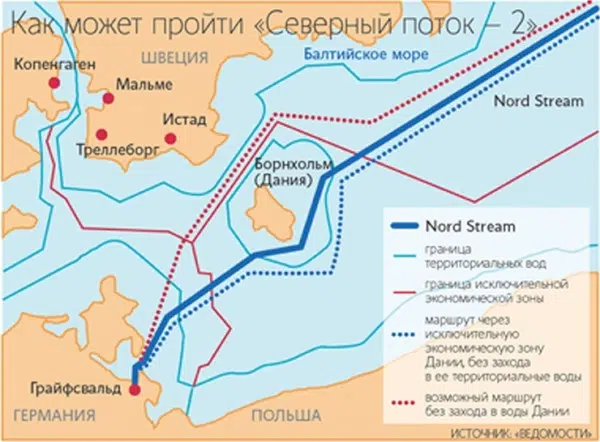 Как может пройти «Северный поток – 2»
ШВЕЦИЯ
Балтийское море
Копенгаген
Мальме
Nord Stream
Истад
Треллеборг
Борнхольм
(Дания)
Nord Stream
граница
территориальных вод
граница исключительной
экономической зоны
маршрут через
исключительную
экономическую зону
Дании, без захода
в ее территориальные воды
возможный маршрут
без захода в воды Дании
Грайфсвальд
ГЕРМАНИЯ
ПОЛЬША
ИСТОЧНИК: «ВЕДОМОСТИ»